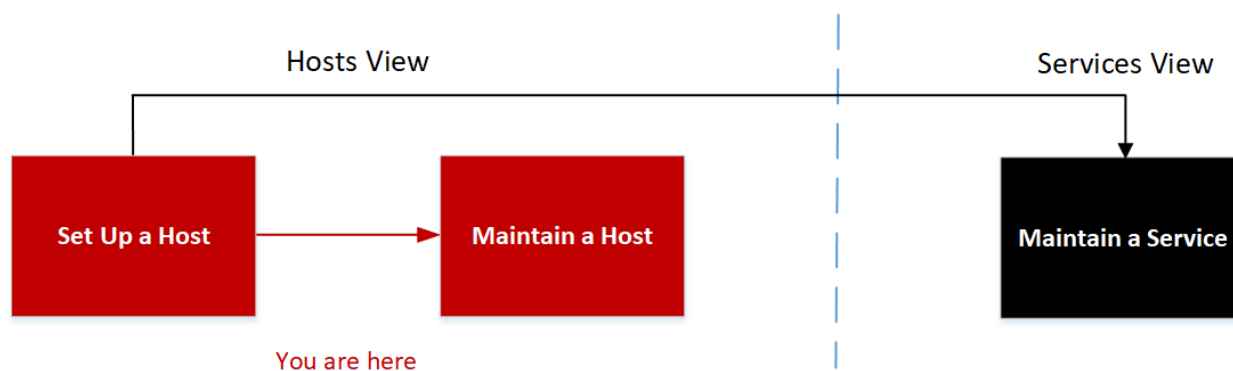 Hosts View
Services View
Set Up a Host
Maintain a Host
Maintain a Service
You are here